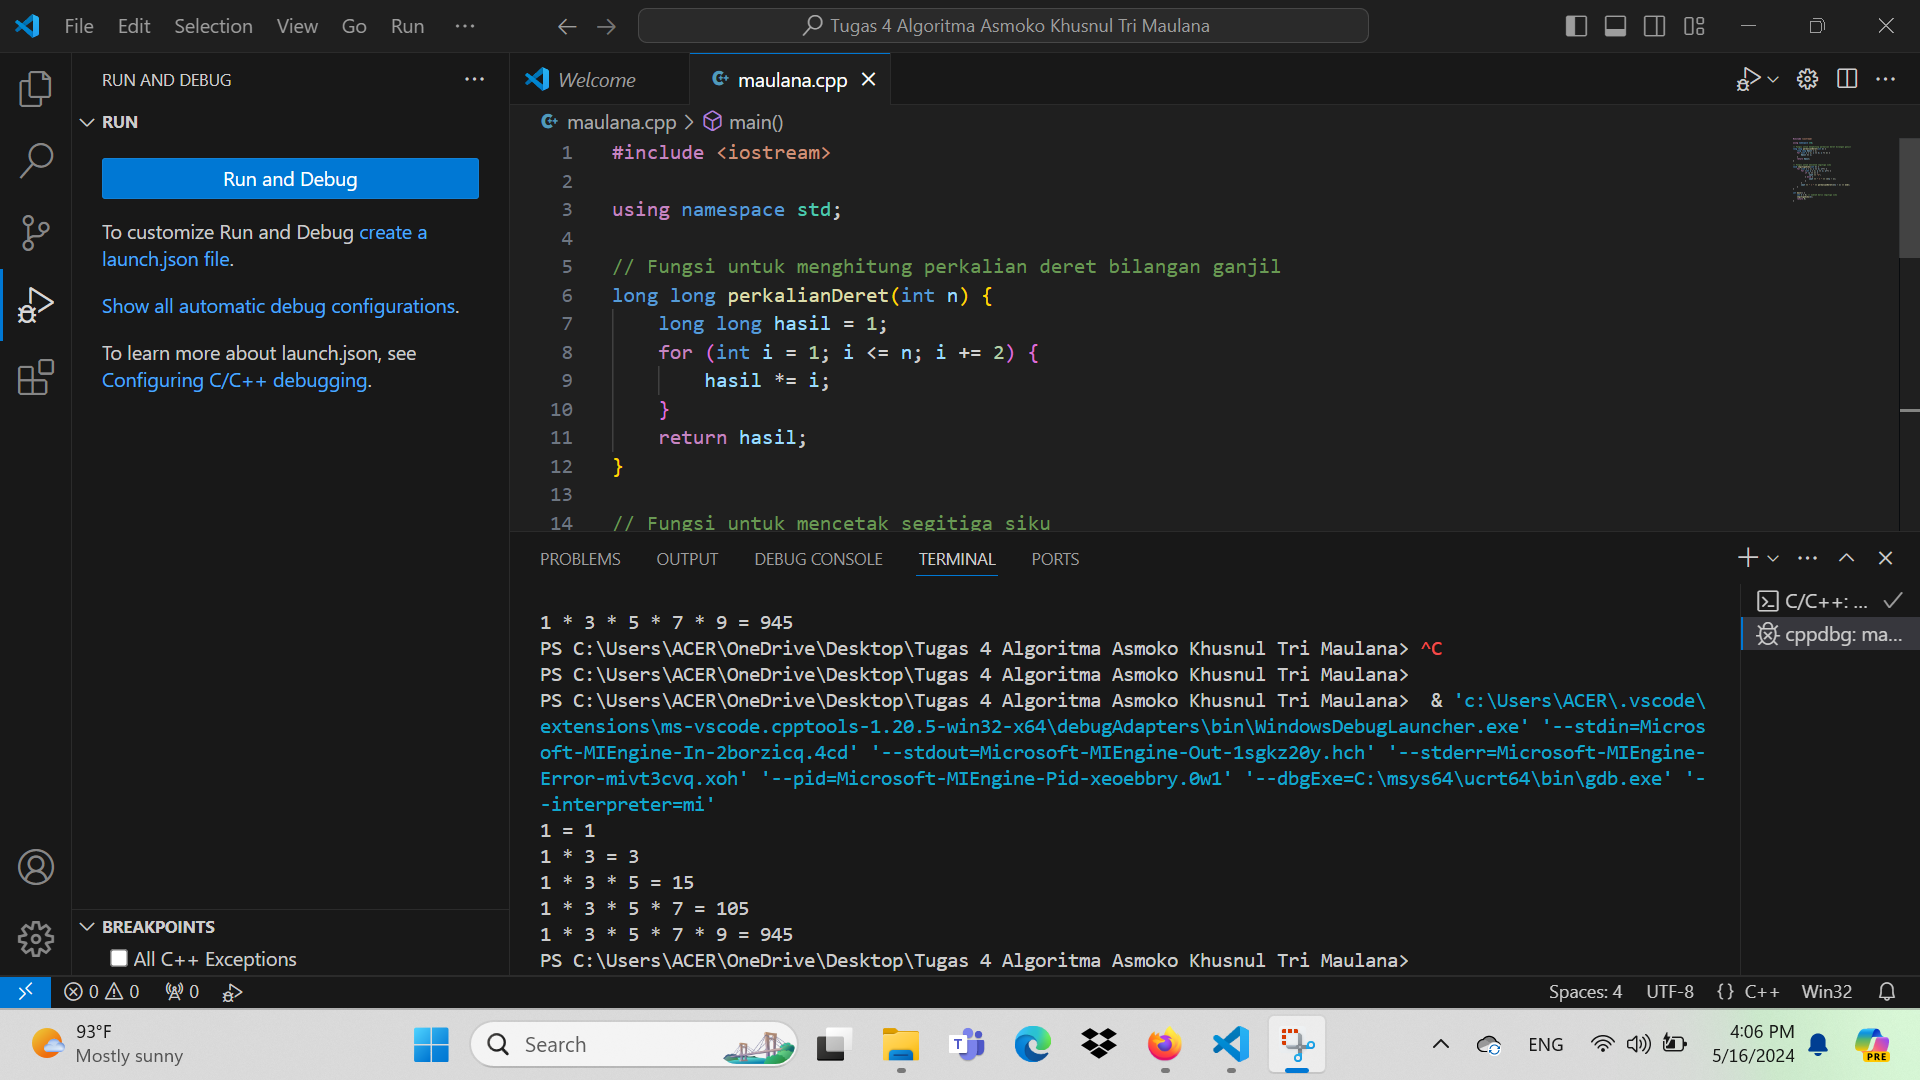 File Edit Selection View Go Run ···
Tugas 4 Algoritma Asmoko Khusnul Tri Maulana
RUN AND DEBUG
RUN
Run and Debug
To customize Run and Debug create a
launch.json file.
Show all automatic debug configurations.
To learn more about launch.json, see
Configuring C/C++ debugging.
BREAKPOINTS
All C++ Exceptions
Welcome
maulana.cpp
maulana.cpp > main()
1 #include <iostream>
2
3 using namespace std;
4
5 // Fungsi untuk menghitung perkalian deret bilangan ganjil
6 long long perkalianDeret(int n) {
7 long long hasil = 1;
8 for (int i = 1; i <= n; i += 2) {
9 hasil *= i;
10 }
11 return hasil;
12 }
13
14 // Fungsi untuk mencetak segitiga siku
PROBLEMS OUTPUT DEBUG CONSOLE TERMINAL PORTS
1 * 3 * 5 * 7 * 9 = 945
PS C:\Users\ACER\OneDrive\Desktop\Tugas 4 Algoritma Asmoko Khusnul Tri Maulana> ^C
PS C:\Users\ACER\OneDrive\Desktop\Tugas 4 Algoritma Asmoko Khusnul Tri Maulana>
PS C:\Users\ACER\OneDrive\Desktop\Tugas 4 Algoritma Asmoko Khusnul Tri Maulana> & 'c:\Users\ACER\.vscode\
extensions\ms-vscode.cpptools-1.20.5-win32-x64\debugAdapters\bin\WindowsDebugLauncher.exe' '--stdin=Micros
oft-MIEngine-In-2borzicq.4cd' '--stdout=Microsoft-MIEngine-Out-1sgkz20y.hch' '--stderr=Microsoft-MIEngine-
Error-mivt3cvq.xoh' '--pid=Microsoft-MIEngine-Pid-xeoebbry.0w1' '--dbgExe=C:\msys64\ucrt64\bin\gdb.exe' '-
-interpreter=mi'
1 = 1
1 * 3 = 3
1 * 3 * 5 = 15
1 * 3 * 5 * 7 = 105
1 * 3 * 5 * 7 * 9 = 945
PS C:\Users\ACER\OneDrive\Desktop\Tugas 4 Algoritma Asmoko Khusnul Tri Maulana>
C/C++: ...
cppdbg: ma...
0 0 0
Spaces: 4 UTF-8 {} C++ Win32
93°F
Mostly sunny
Search
ENG
4:06 PM
5/16/2024
PRE